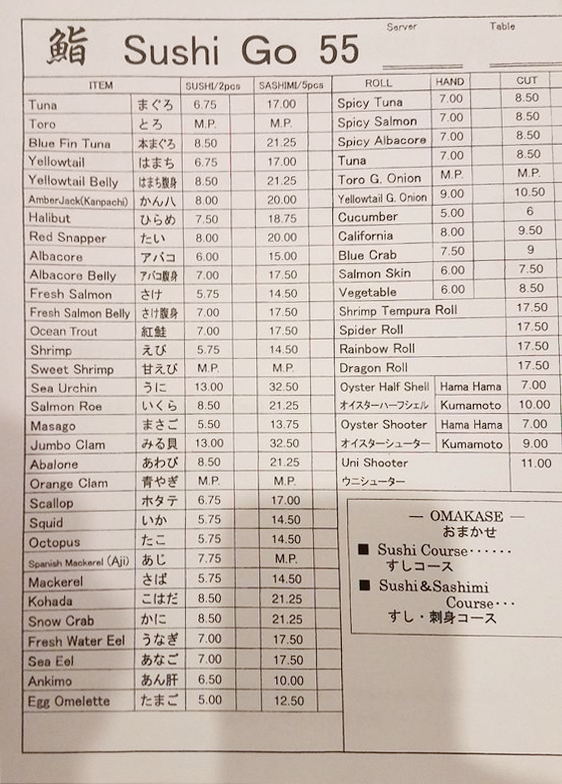 鮨 Sushi Go 55 Server Table
ITEM SUSHI/2pcs SASHIMI/5pcs
Tuna まぐろ 6.75 17.00
Toro とろ M.P. M.P.
Blue Fin Tuna 本まぐろ 8.50 21.25
Yellowtail はまち 6.75 17.00
Yellowtail Belly はまち腹身 8.50 21.25
AmberJack(Kanpachi) かん八 8.00 20.00
Halibut ひらめ 7.50 18.75
Red Snapper たい 8.00 20.00
Albacore アバコ 6.00 15.00
Albacore Belly アバコ腹身 7.00 17.50
Fresh Salmon さけ 5.75 14.50
Fresh Salmon Belly さけ腹身 7.00 17.50
Ocean Trout 紅鮭 7.00 17.50
Shrimp えび 5.75 14.50
Sweet Shrimp 甘えび M.P. M.P.
Sea Urchin うに 13.00 32.50
Salmon Roe いくら 8.50 21.25
Masago まさご 5.50 13.75
Jumbo Clam みる貝 13.00 32.50
Abalone あわび 8.50 21.25
Orange Clam 青やぎ M.P. M.P.
Scallop ホタテ 6.75 17.00
Squid いか 5.75 14.50
Octopus たこ 5.75 14.50
Spanish Mackerel (Aji) あじ 7.75 M.P.
Mackerel さば 5.75 14.50
Kohada こはだ 8.50 21.25
Snow Crab かに 8.50 21.25
Fresh Water Eel うなぎ 7.00 17.50
Sea Eel あなご 7.00 17.50
Ankimo あん肝 6.50 10.00
Egg Omelette たまご 5.00 12.50
ROLL HAND CUT
Spicy Tuna 7.00 8.50
Spicy Salmon 7.00 8.50
Spicy Albacore 7.00 8.50
Tuna 7.00 8.50
Toro G. Onion M.P. M.P.
Yellowtail G. Onion 9.00 10.50
Cucumber 5.00 6
California 8.00 9.50
Blue Crab 7.50 9
Salmon Skin 6.00 7.50
Vegetable 6.00 8.50
Shrimp Tempura Roll 17.50
Spider Roll 17.50
Rainbow Roll 17.50
Dragon Roll 17.50
Oyster Half Shell Hama Hama 7.00
オイスターハーフシェル Kumamoto 10.00
Oyster Shooter Hama Hama 7.00
オイスターシューター Kumamoto 9.00
Uni Shooter 11.00
ウニシューター
— OMAKASE —
おまかせ
■ Sushi Course······
すしコース
■ Sushi&Sashimi
Course···
すし・刺身コース